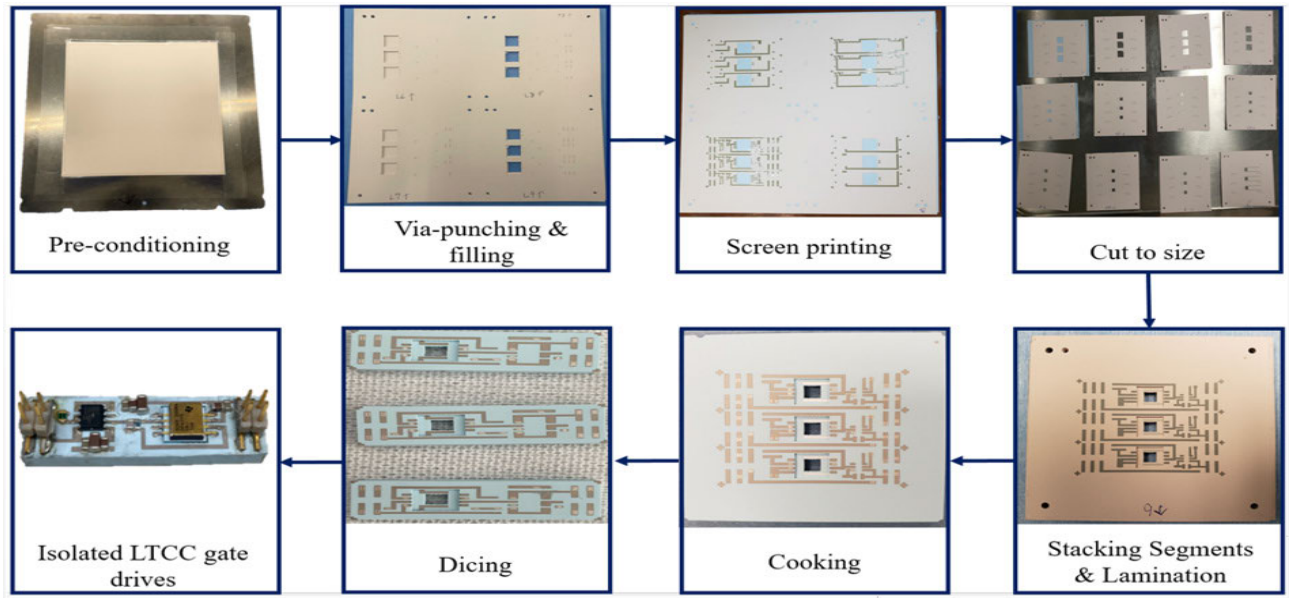 Pre-conditioning
Via-punching &
filling
Screen printing
Cut to size
Stacking Segments
& Lamination
Cooking
Dicing
Isolated LTCC gate
drives